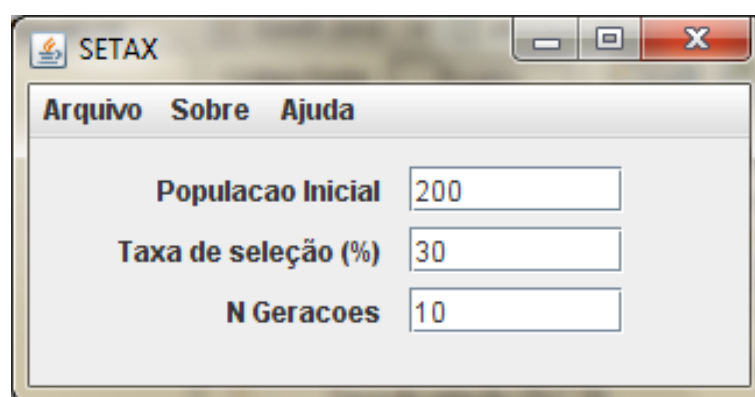 SETAX
Arquivo Sobre Ajuda
Populacao Inicial 200
Taxa de seleção (%) 30
N Geracoes 10